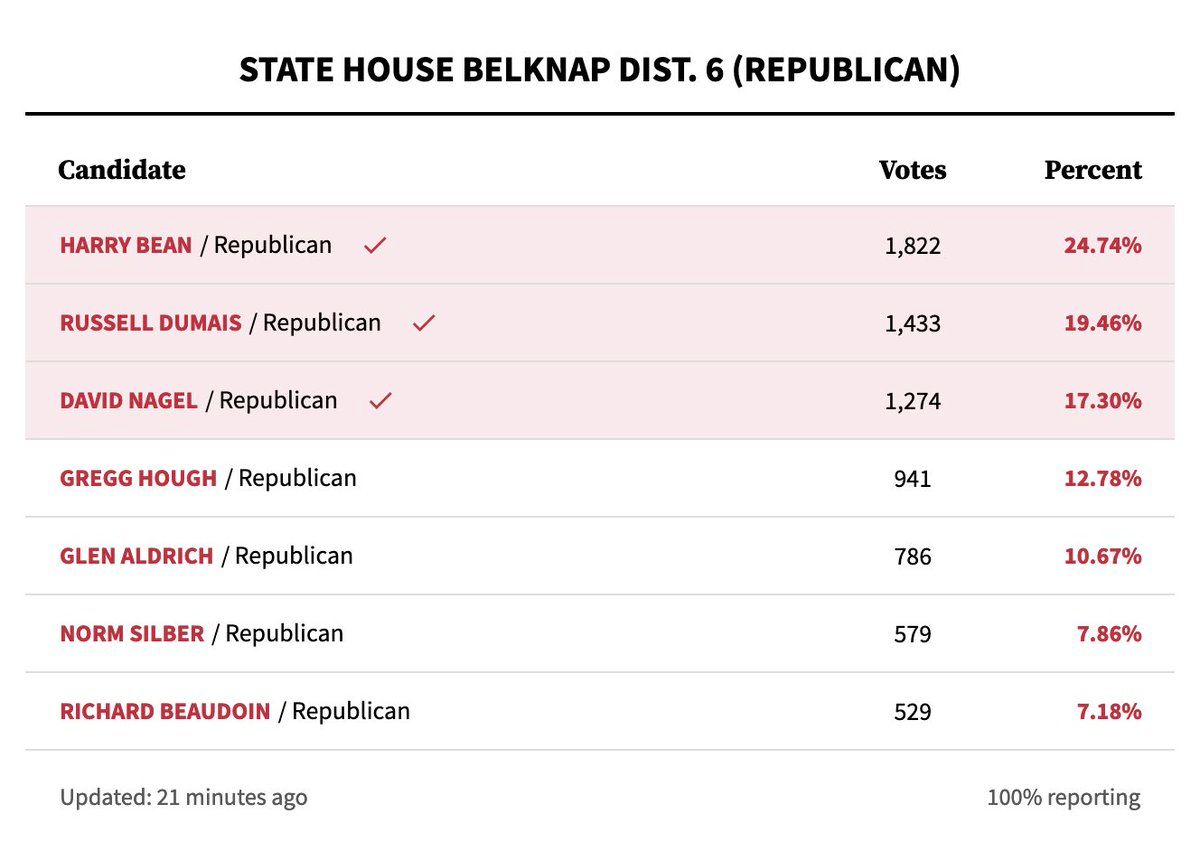 STATE HOUSE BELKNAP DIST. 6 (REPUBLICAN)
Candidate Votes Percent
HARRY BEAN / Republican ✓ 1,822 24.74%
RUSSELL DUMAIS / Republican ✓ 1,433 19.46%
DAVID NAGEL / Republican ✓ 1,274 17.30%
GREGG HOUGH / Republican 941 12.78%
GLEN ALDRICH / Republican 786 10.67%
NORM SILBER / Republican 579 7.86%
RICHARD BEAUDOIN / Republican 529 7.18%
Updated: 21 minutes ago 100% reporting